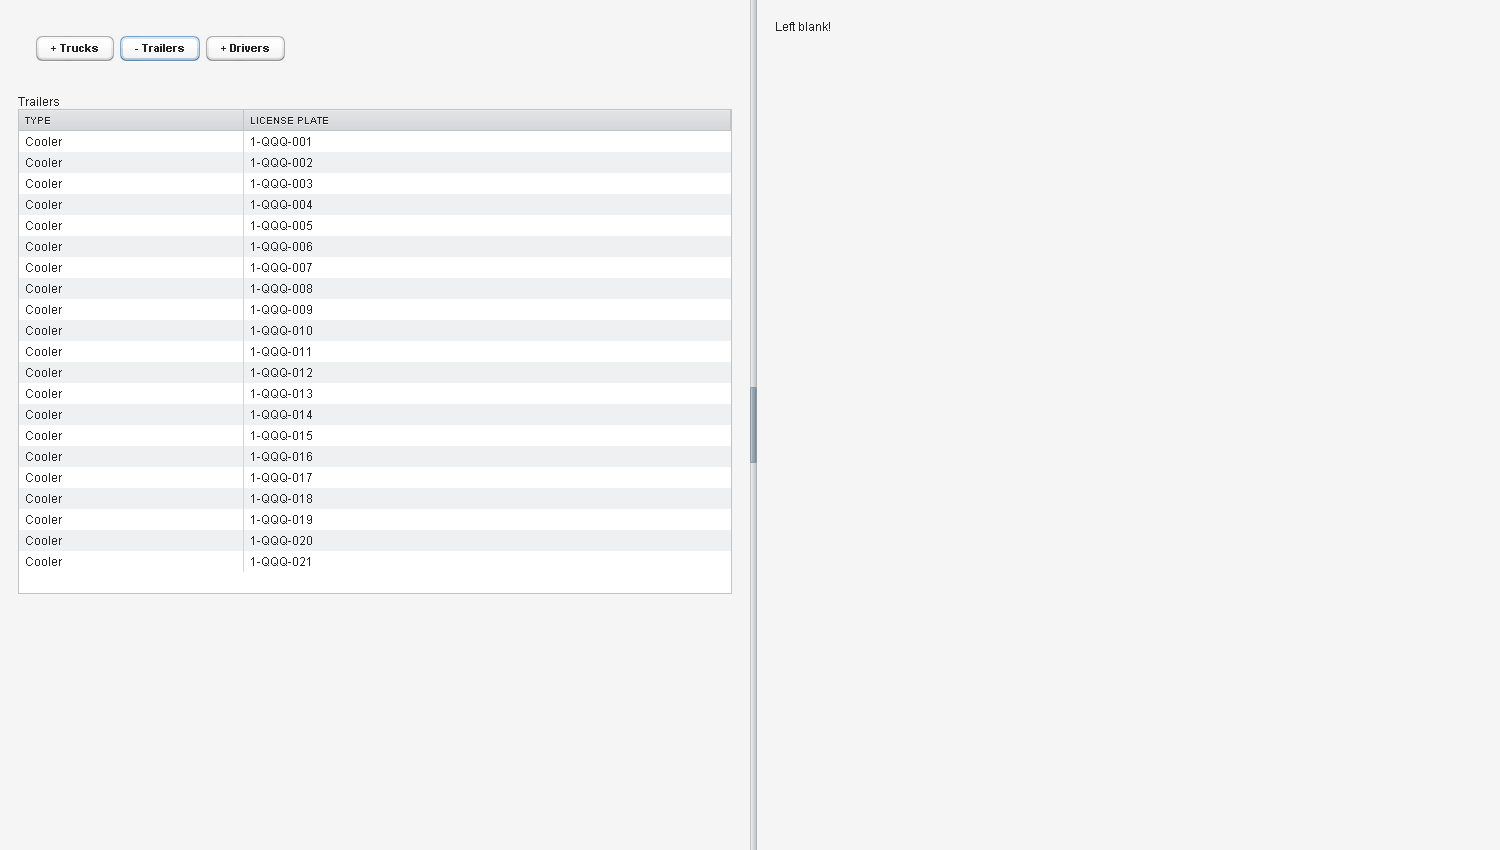 + Trucks - Trailers + Drivers
Trailers
TYPE LICENSE PLATE
Cooler 1-QQQ-001
Cooler 1-QQQ-002
Cooler 1-QQQ-003
Cooler 1-QQQ-004
Cooler 1-QQQ-005
Cooler 1-QQQ-006
Cooler 1-QQQ-007
Cooler 1-QQQ-008
Cooler 1-QQQ-009
Cooler 1-QQQ-010
Cooler 1-QQQ-011
Cooler 1-QQQ-012
Cooler 1-QQQ-013
Cooler 1-QQQ-014
Cooler 1-QQQ-015
Cooler 1-QQQ-016
Cooler 1-QQQ-017
Cooler 1-QQQ-018
Cooler 1-QQQ-019
Cooler 1-QQQ-020
Cooler 1-QQQ-021
Left blank!